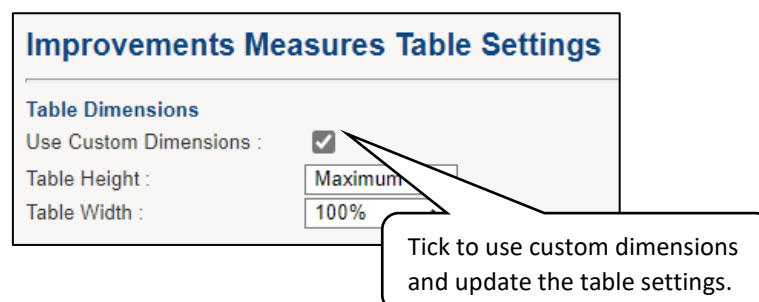 Improvements Measures Table Settings
Table Dimensions
Use Custom Dimensions :
Table Height :
Maximum
Table Width :
100%
Tick to use custom dimensions
and update the table settings.